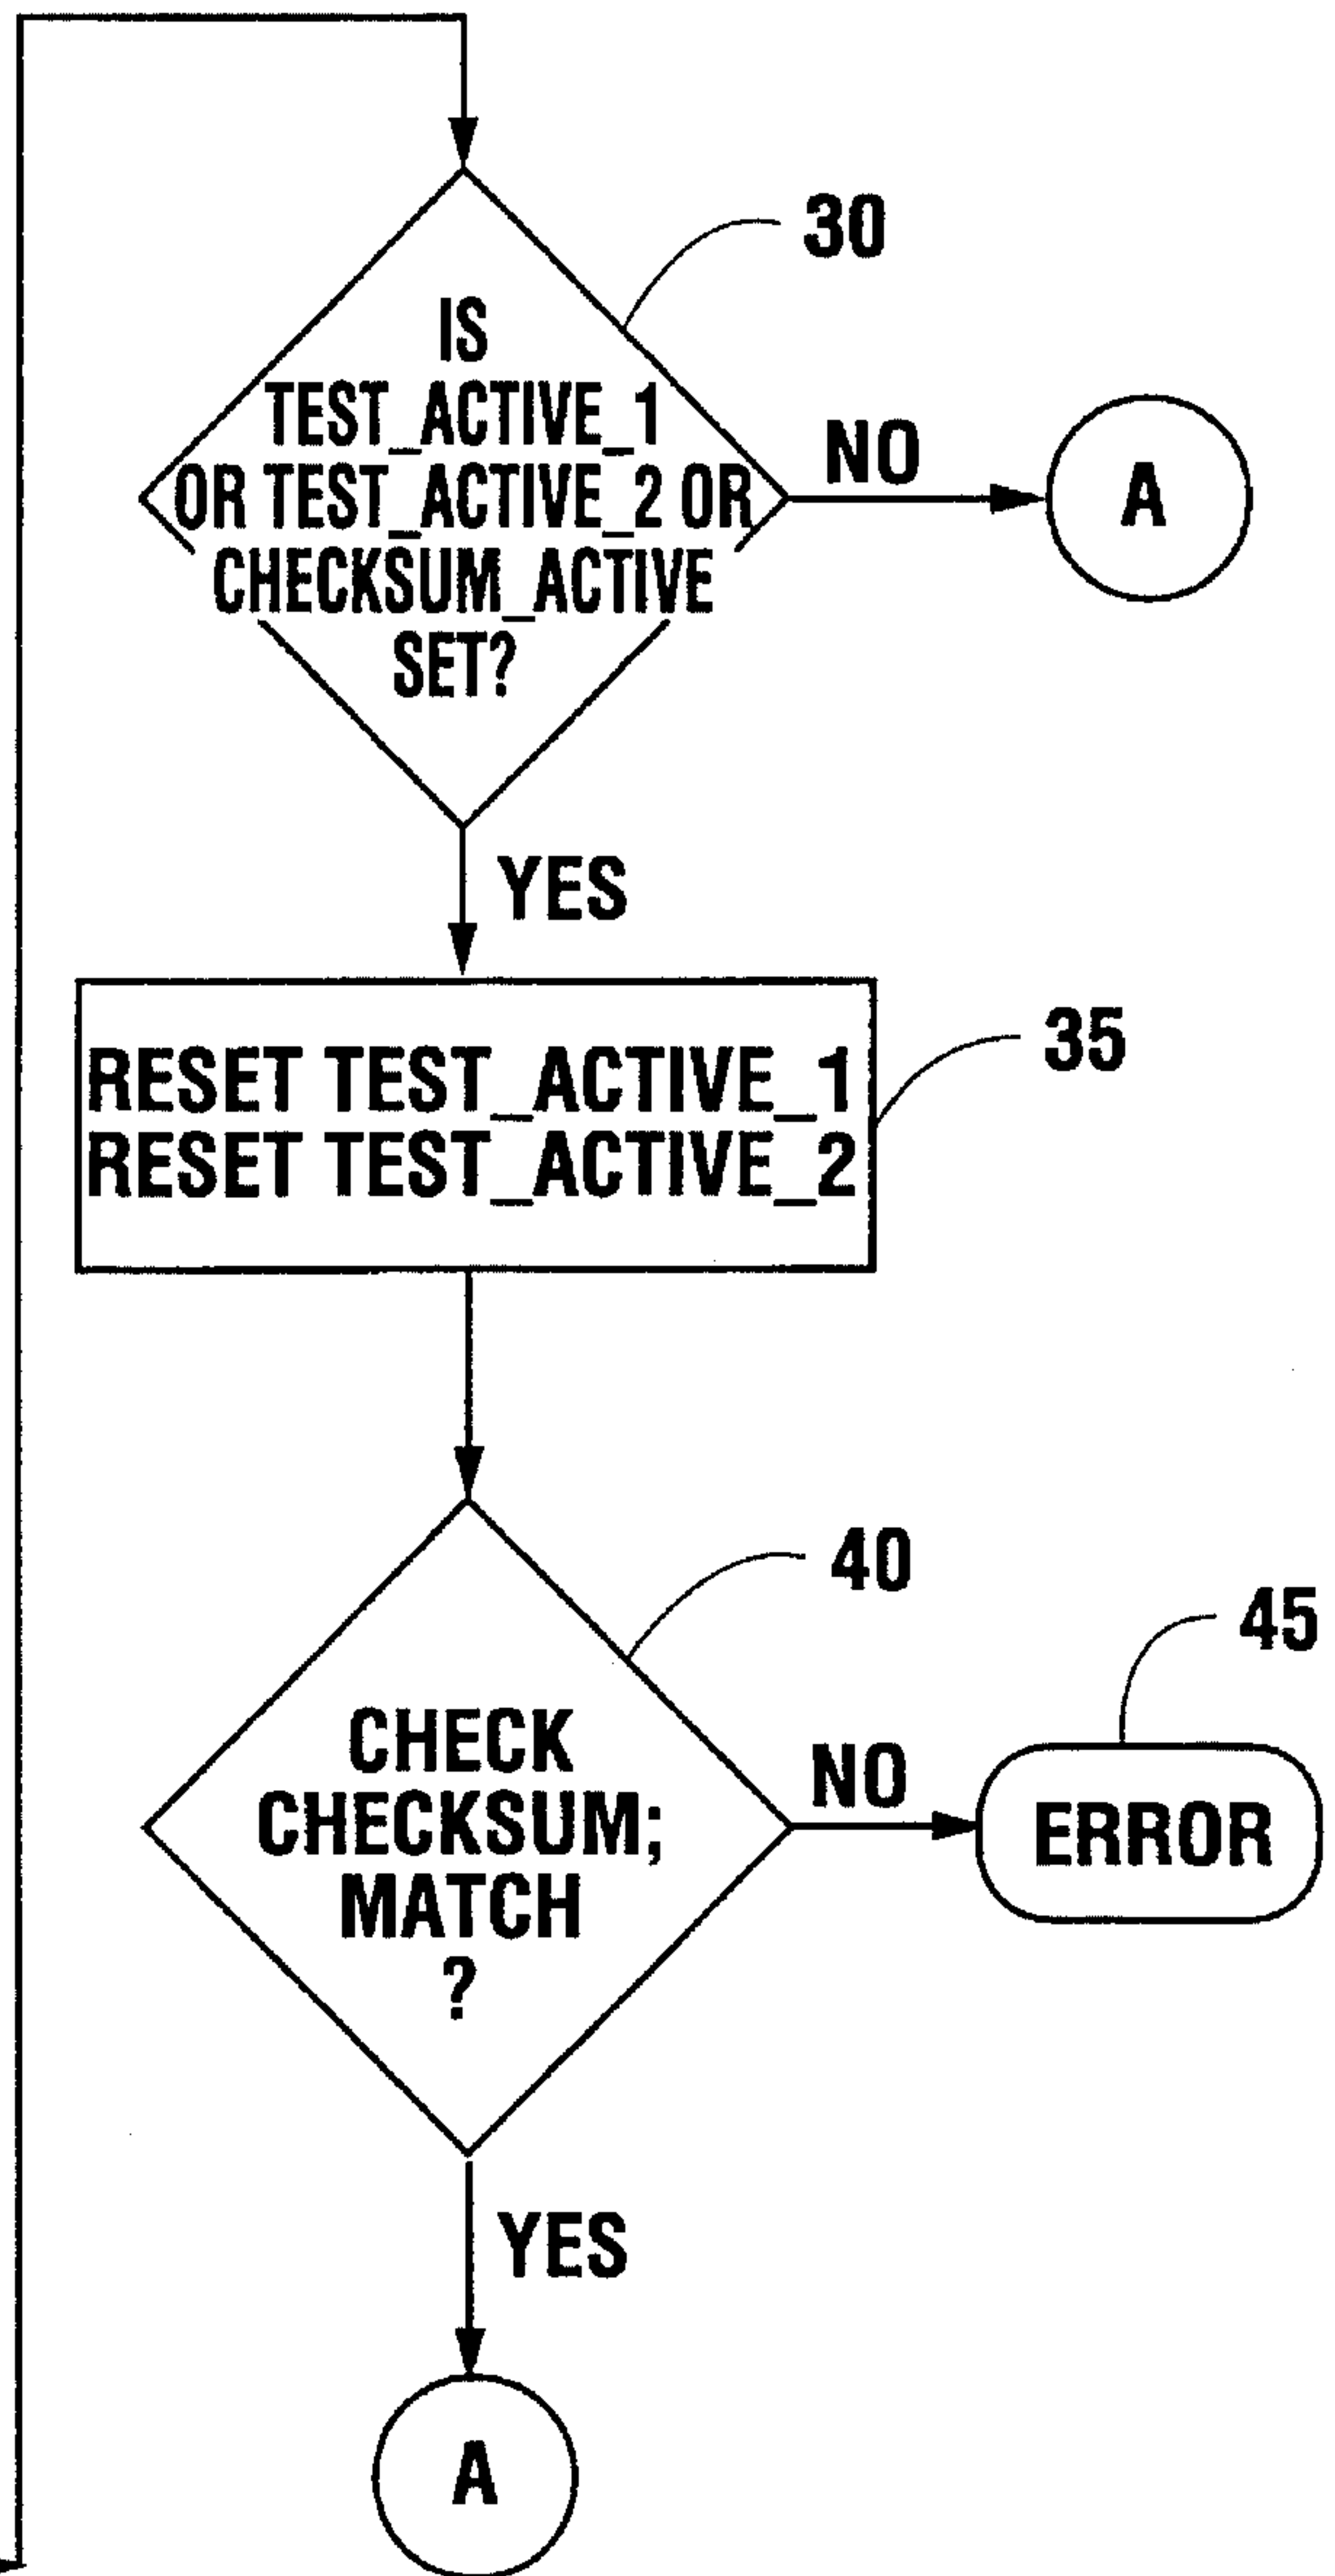 30
IS
TEST_ACTIVE_1
OR TEST_ACTIVE_2 OR
CHECKSUM_ACTIVE
SET?
NO
A
YES
35
RESET TEST_ACTIVE_1
RESET TEST_ACTIVE_2
40
45
CHECK
CHECKSUM;
MATCH
?
NO
ERROR
YES
A